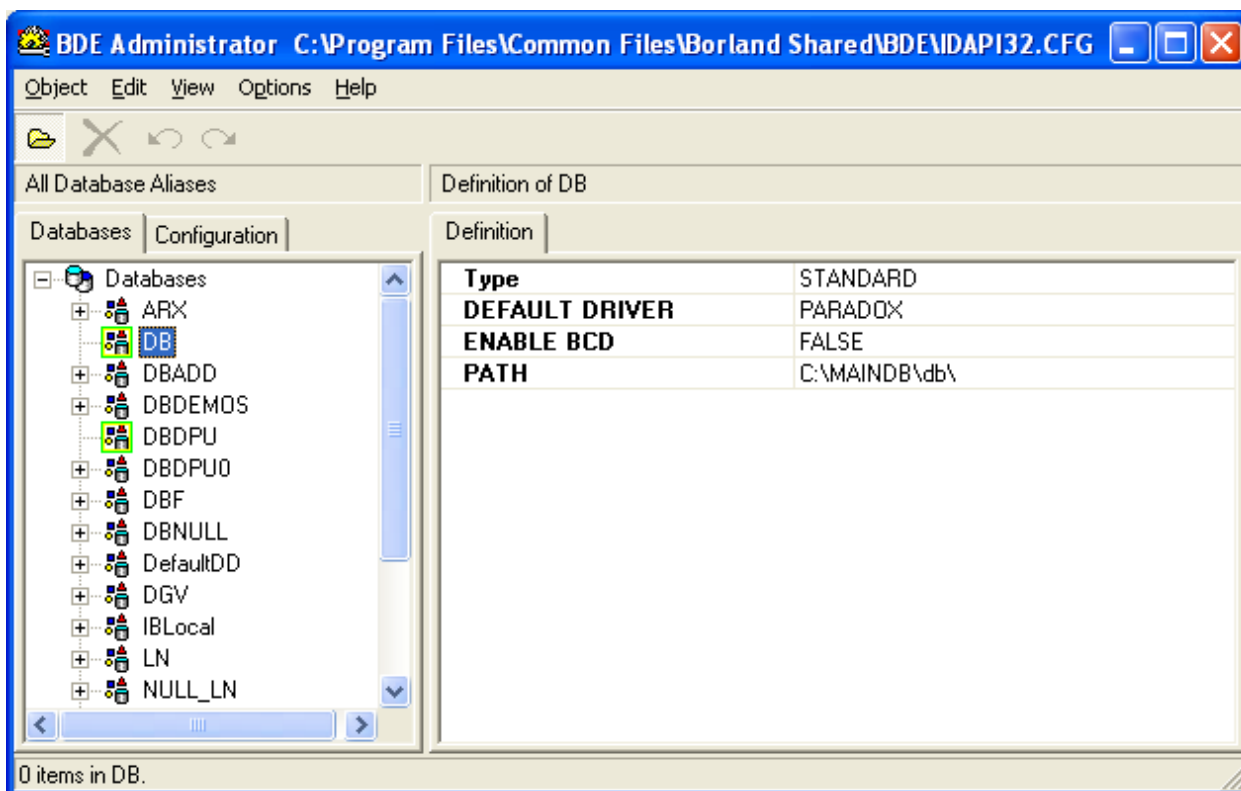 BDE Administrator C:\Program Files\Common Files\Borland Shared\BDE\IDAPI32.CFG
Object Edit View Options Help
All Database Aliases
Definition of DB
Databases Configuration
Definition
Databases
ARX
DB
DBADD
DBDEMOS
DBDPU
DBDPU0
DBF
DBNULL
DefaultDD
DGV
IBLocal
LN
NULL_LN
Type STANDARD
DEFAULT DRIVER PARADOX
ENABLE BCD FALSE
PATH C:\MAINDB\db\
0 items in DB.